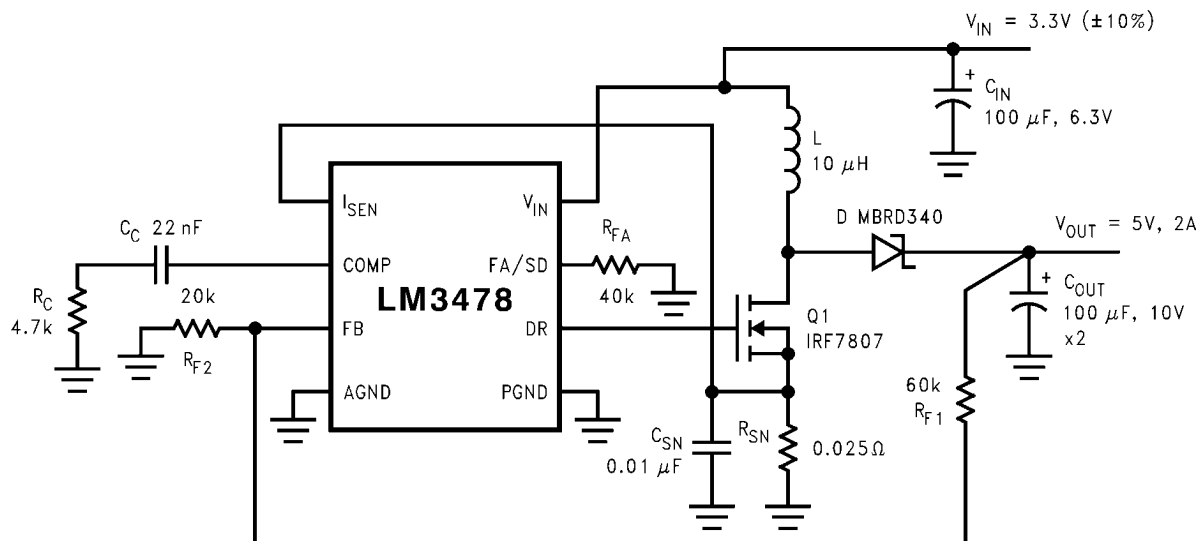 V_IN = 3.3V (±10%)
C_IN
100 μF, 6.3V
L
10 μH
I_SEN
V_IN
C_C 22 nF
R_FA
D MBRD340
V_OUT = 5V, 2A
COMP
FA/SD
R_C
4.7k
20k
LM3478
40k
C_OUT
100 μF, 10V
x2
Q1
IRF7807
FB
DR
R_F2
60k
R_F1
AGND
PGND
C_SN
0.01 μF
R_SN
0.025Ω
+
+